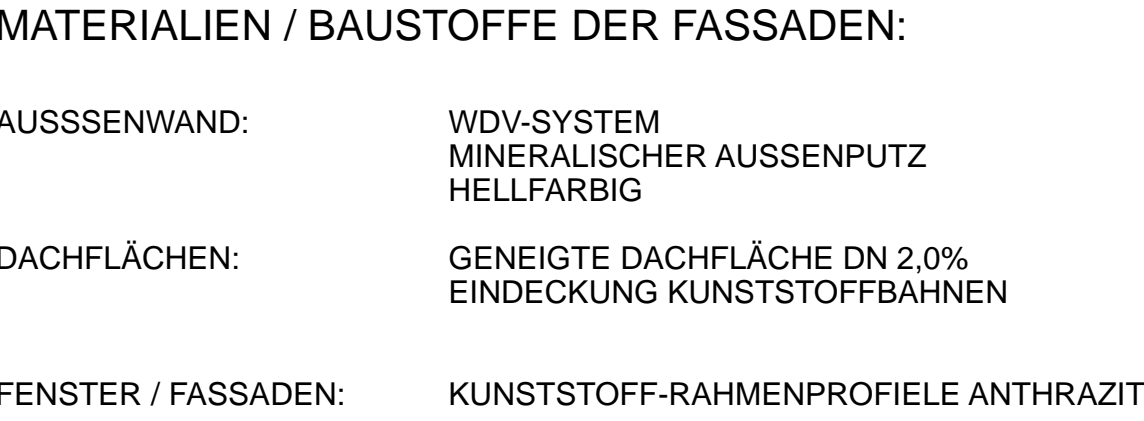 MATERIALIEN / BAUSTOFFE DER FASSADEN:
AUSSSENWAND: WDV-SYSTEM
MINERALISCHER AUSSENPUTZ
HELLFARBIG
DACHFLÄCHEN: GENEIGTE DACHFLÄCHE DN 2,0%
EINDECKUNG KUNSTSTOFFBAHNEN
FENSTER / FASSADEN: KUNSTSTOFF-RAHMENPROFIELE ANTHRAZIT